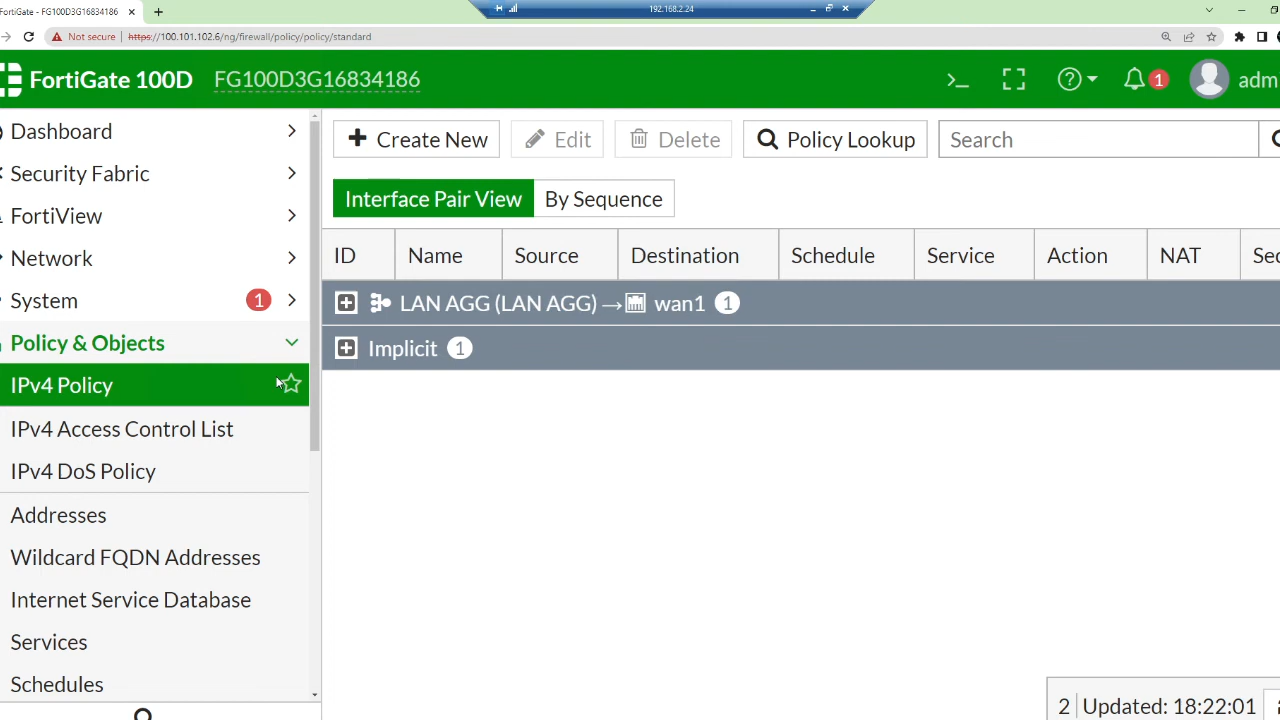 FortiGate - FG100D3G16834186
192.168.2.24
Not secure https://100.101.102.6/ng/firewall/policy/policy/standard
FortiGate 100D FG100D3G16834186
>_ 1 adm
Dashboard
Security Fabric
FortiView
Network
System 1
Policy & Objects
IPv4 Policy
IPv4 Access Control List
IPv4 DoS Policy
Addresses
Wildcard FQDN Addresses
Internet Service Database
Services
Schedules
Create New Edit Delete Policy Lookup Search
Interface Pair View By Sequence
ID Name Source Destination Schedule Service Action NAT Sec
LAN AGG (LAN AGG) → wan1 1
Implicit 1
2 Updated: 18:22:01